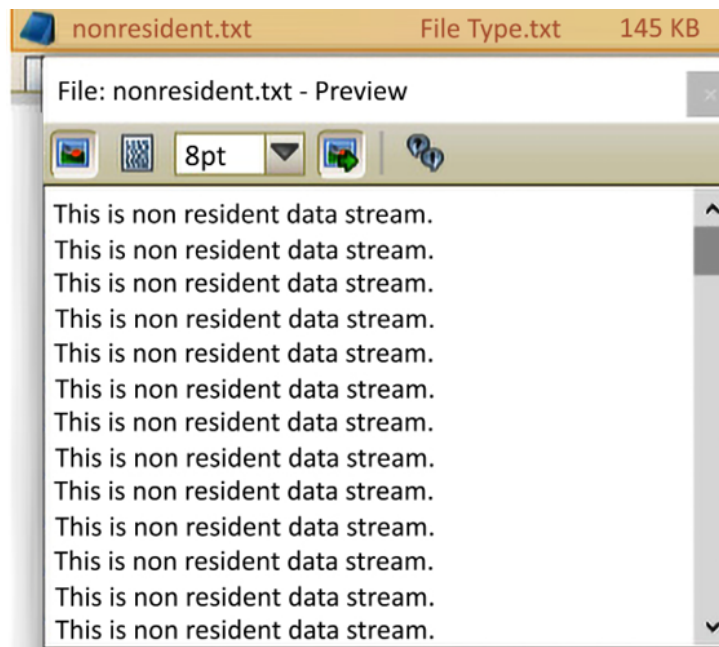 nonresident.txt File Type.txt 145 KB
File: nonresident.txt - Preview
8pt
This is non resident data stream.
This is non resident data stream.
This is non resident data stream.
This is non resident data stream.
This is non resident data stream.
This is non resident data stream.
This is non resident data stream.
This is non resident data stream.
This is non resident data stream.
This is non resident data stream.
This is non resident data stream.
This is non resident data stream.
This is non resident data stream.